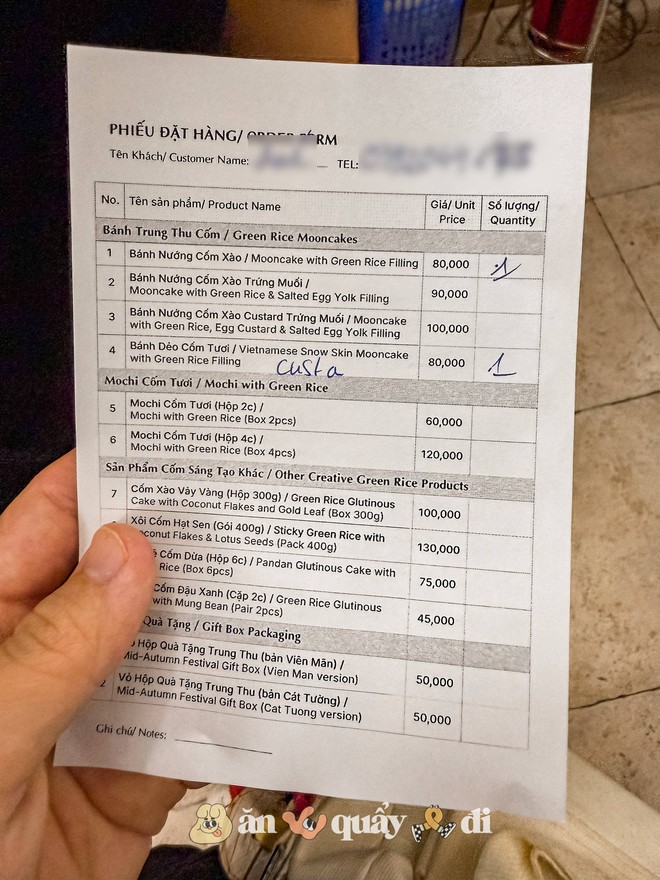 PHIẾU ĐẶT HÀNG/ ORDER FORM
Tên Khách/ Customer Name: TEL:
No. Tên sản phẩm/ Product Name Giá/ Unit Price Số lượng/ Quantity
Bánh Trung Thu Cốm / Green Rice Mooncakes
1 Bánh Nướng Cốm Xào / Mooncake with Green Rice Filling 80,000 1
2 Bánh Nướng Cốm Xào Trứng Muối /
Mooncake with Green Rice & Salted Egg Yolk Filling 90,000
3 Bánh Nướng Cốm Xào Custard Trứng Muối / Mooncake
with Green Rice, Egg Custard & Salted Egg Yolk Filling 100,000
4 Bánh Dẻo Cốm Tươi / Vietnamese Snow Skin Mooncake
with Green Rice Filling 80,000 1
Custa
Mochi Cốm Tươi / Mochi with Green Rice
5 Mochi Cốm Tươi (Hộp 2c) /
Mochi with Green Rice (Box 2pcs) 60,000
6 Mochi Cốm Tươi (Hộp 4c) /
Mochi with Green Rice (Box 4pcs) 120,000
Sản Phẩm Cốm Sáng Tạo Khác / Other Creative Green Rice Products
7 Cốm Xào Vảy Vàng (Hộp 300g) / Green Rice Glutinous
Cake with Coconut Flakes and Gold Leaf (Box 300g) 100,000
Xôi Cốm Hạt Sen (Gói 400g) / Sticky Green Rice with
Coconut Flakes & Lotus Seeds (Pack 400g) 130,000
Cốm Dừa (Hộp 6c) / Pandan Glutinous Cake with
Rice (Box 6pcs) 75,000
Cốm Đậu Xanh (Cặp 2c) / Green Rice Glutinous
with Mung Bean (Pair 2pcs) 45,000
Quà Tặng / Gift Box Packaging
Hộp Quà Tặng Trung Thu (bản Viên Mãn) /
Mid-Autumn Festival Gift Box (Vien Man version) 50,000
2 Vỏ Hộp Quà Tặng Trung Thu (bản Cát Tường) /
Mid-Autumn Festival Gift Box (Cat Tuong version) 50,000
Ghi chú/ Notes:
ăn quẩy đi